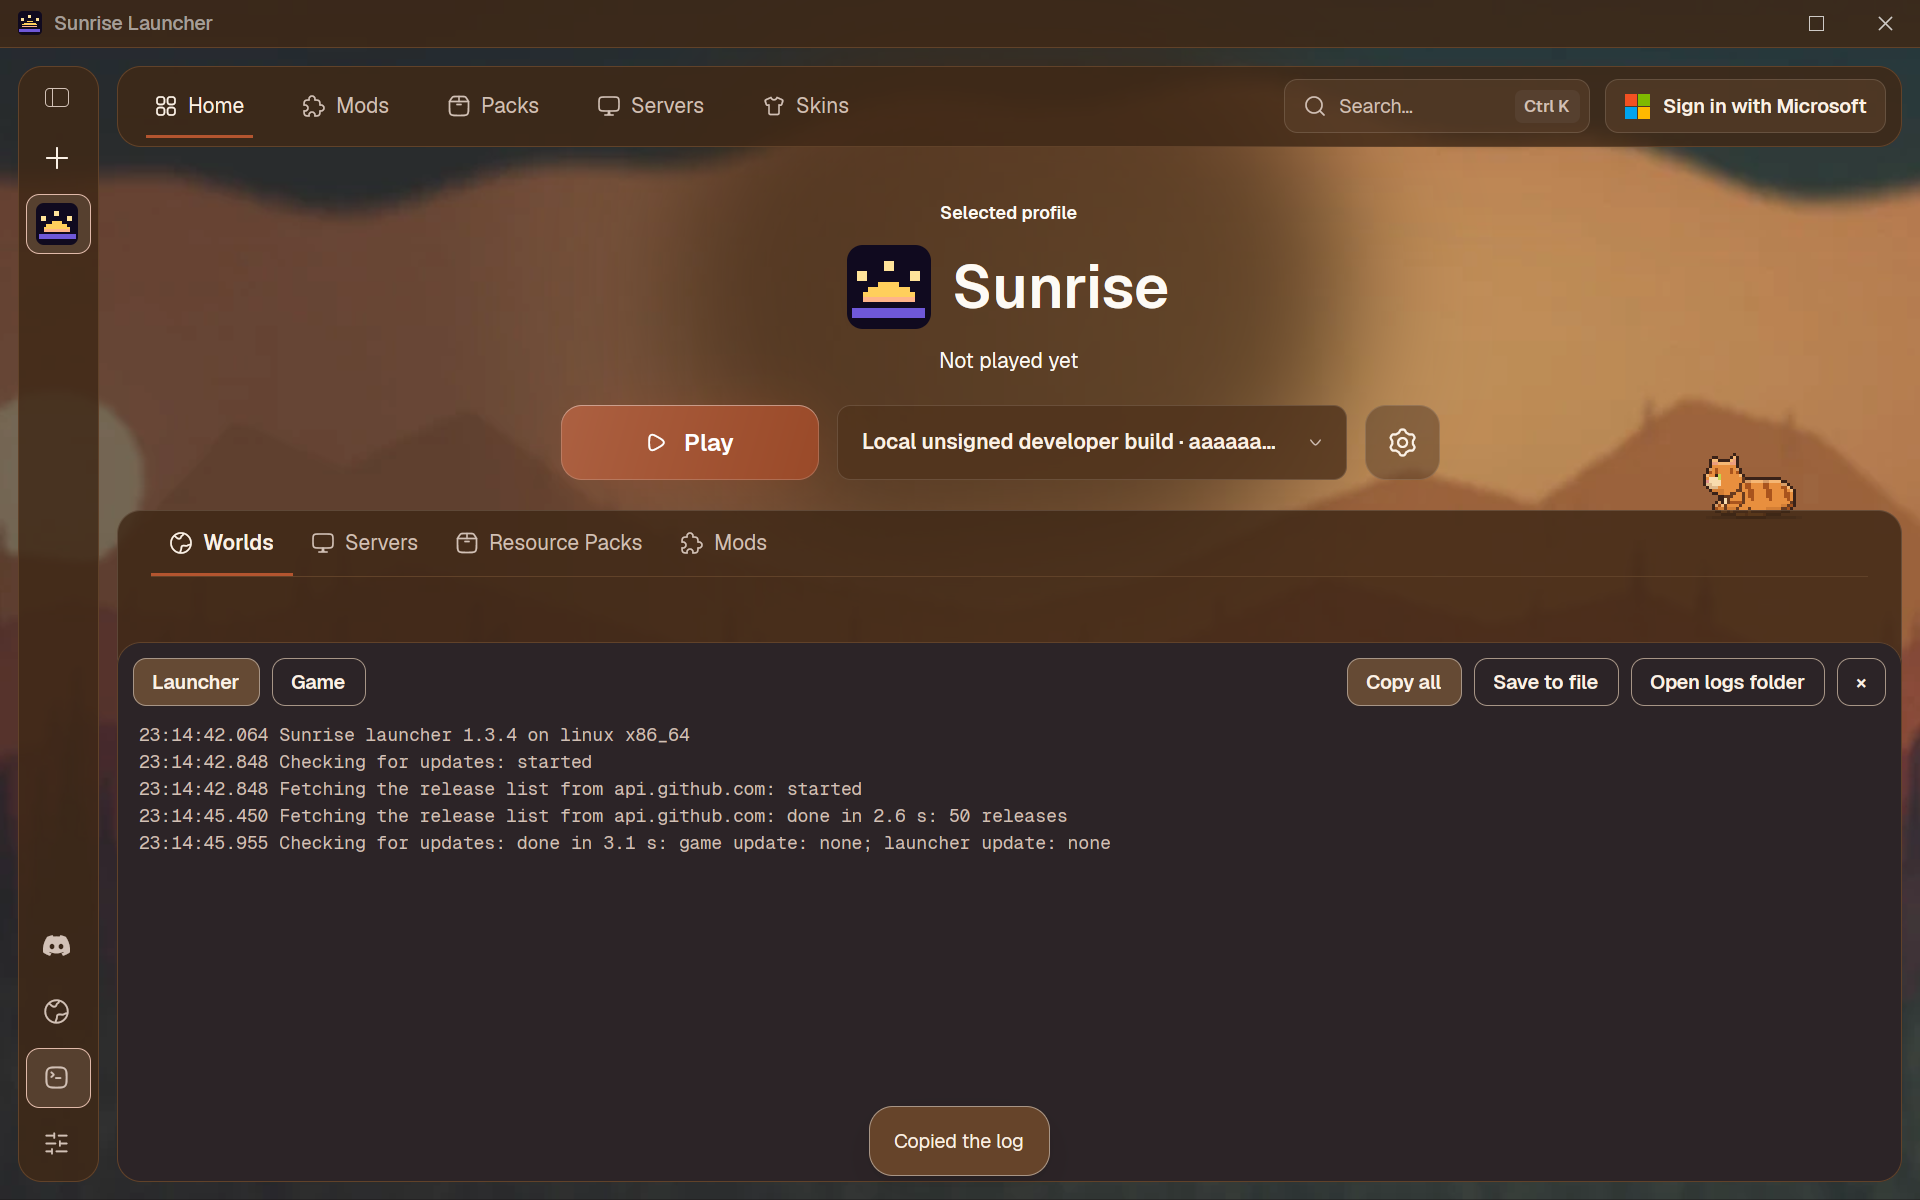 Sunrise Launcher
Home
Mods
Packs
Servers
Skins
Search...
Ctrl K
Sign in with Microsoft
Selected profile
Sunrise
Not played yet
Play
Local unsigned developer build · aaaaaa...
Worlds
Servers
Resource Packs
Mods
Launcher
Game
Copy all
Save to file
Open logs folder
×
23:14:42.064 Sunrise launcher 1.3.4 on linux x86_64
23:14:42.848 Checking for updates: started
23:14:42.848 Fetching the release list from api.github.com: started
23:14:45.450 Fetching the release list from api.github.com: done in 2.6 s: 50 releases
23:14:45.955 Checking for updates: done in 3.1 s: game update: none; launcher update: none
Copied the log